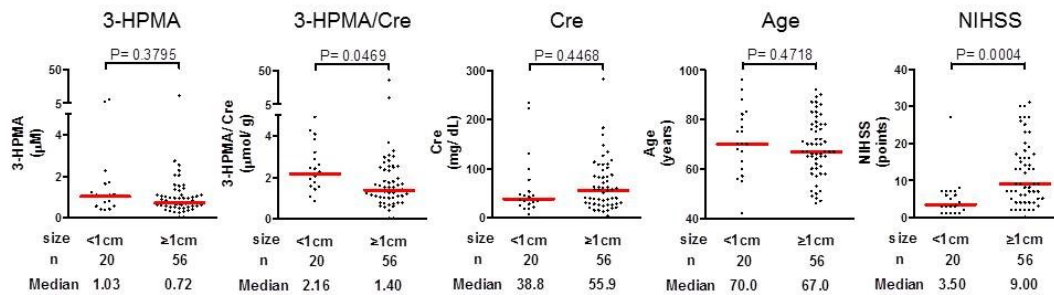 3-HPMA 3-HPMA/Cre Cre Age NIHSS
P= 0.3795 P= 0.0469 P= 0.4468 P= 0.4718 P= 0.0004
3-HPMA
(μM)
50
5
4
2
0
3-HPMA/ Cre
(μmol/ g)
50
5
4
2
0
Cre
(mg/ dL)
300
200
100
0
Age
(years)
100
80
60
40
NIHSS
(points)
40
30
20
10
0
size <1cm ≥1cm size <1cm ≥1cm size <1cm ≥1cm size <1cm ≥1cm size <1cm ≥1cm
n 20 56 n 20 56 n 20 56 n 20 56 n 20 56
Median 1.03 0.72 Median 2.16 1.40 Median 38.8 55.9 Median 70.0 67.0 Median 3.50 9.00